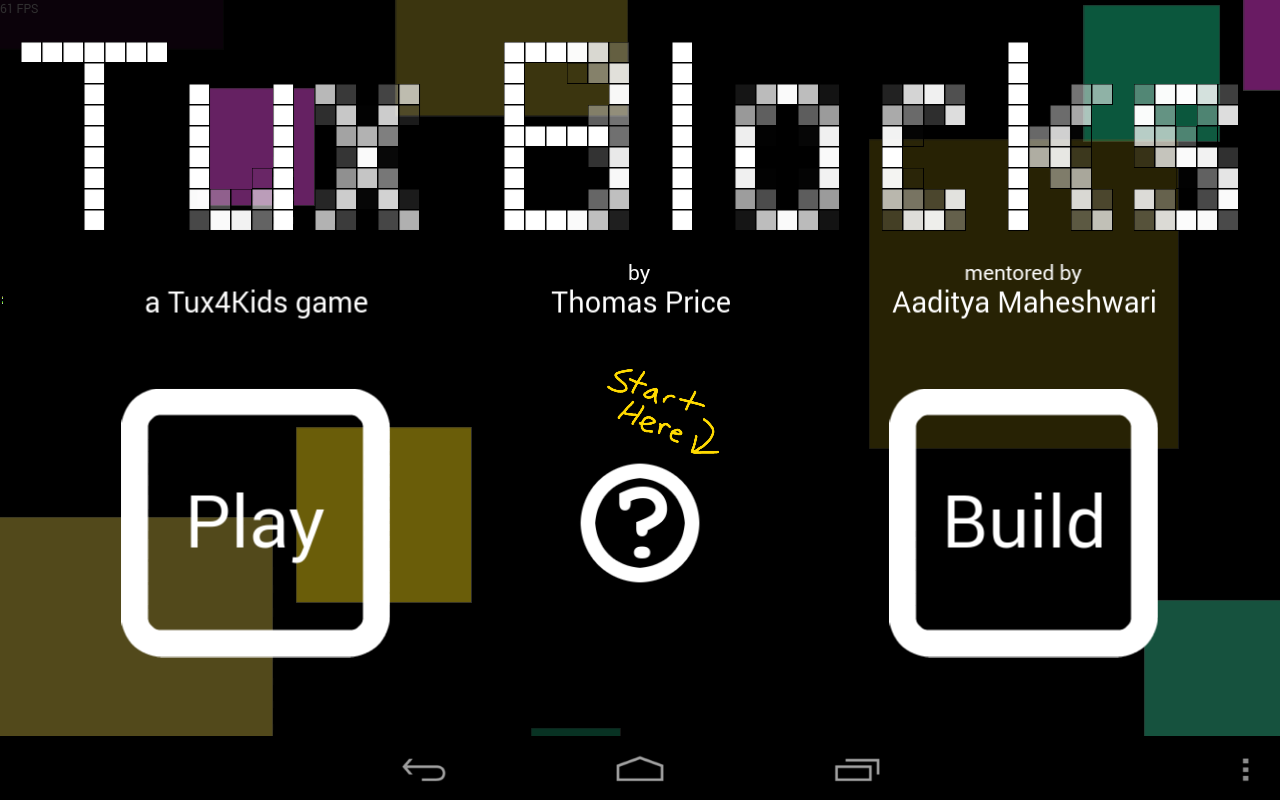 61 FPS
Tux Blocks
a Tux4Kids game
by
Thomas Price
mentored by
Aaditya Maheshwari
Start
Here
Play
?
Build